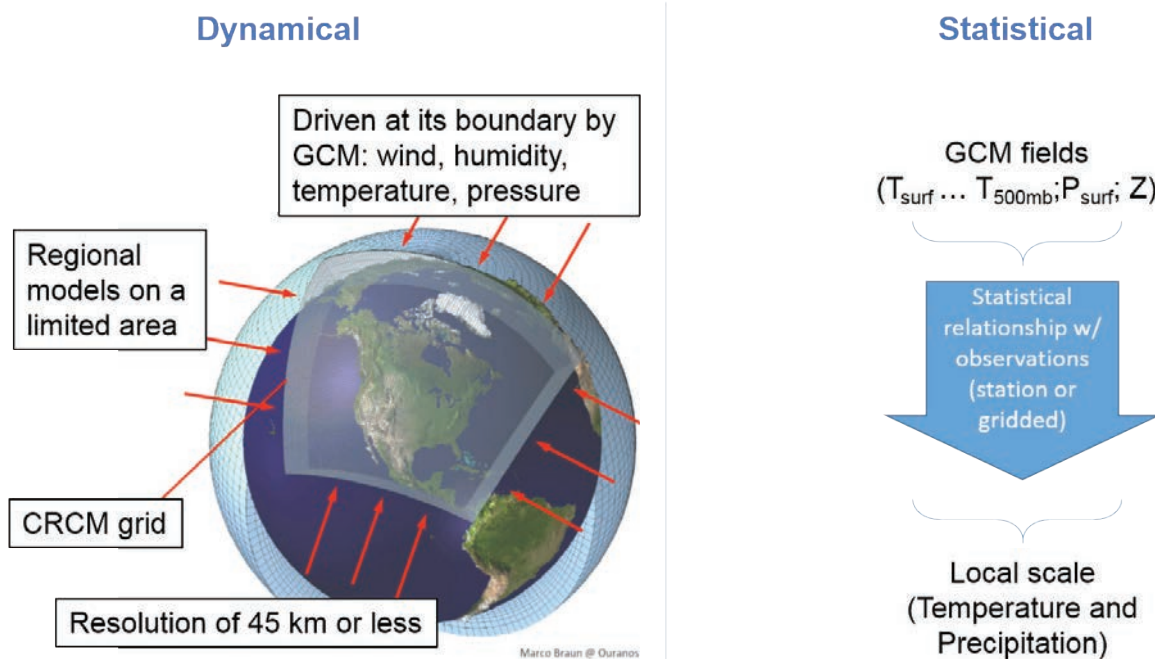 Dynamical
Statistical
Driven at its boundary by
GCM: wind, humidity,
temperature, pressure
Regional
models on a
limited area
CRCM grid
Resolution of 45 km or less
Marco Braun @ Ouranos
GCM fields
(Tsurf ... T500mb;Psurf; Z)
Statistical
relationship w/
observations
(station or
gridded)
Local scale
(Temperature and
Precipitation)